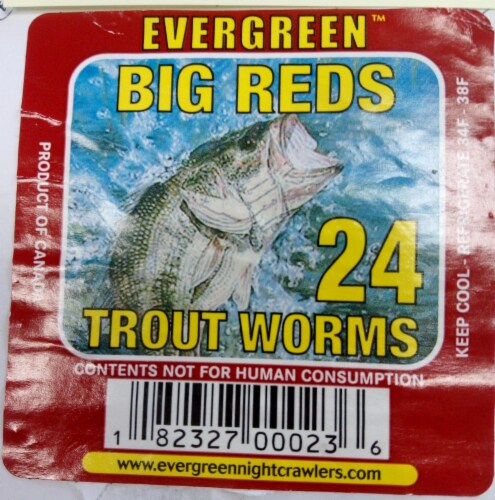 EVERGREEN™
BIG REDS
24
TROUT WORMS
PRODUCT OF CANADA
KEEP COOL - REFRIGERATE 34F - 38F
CONTENTS NOT FOR HUMAN CONSUMPTION
1 82327 00023 6
www.evergreennightcrawlers.com